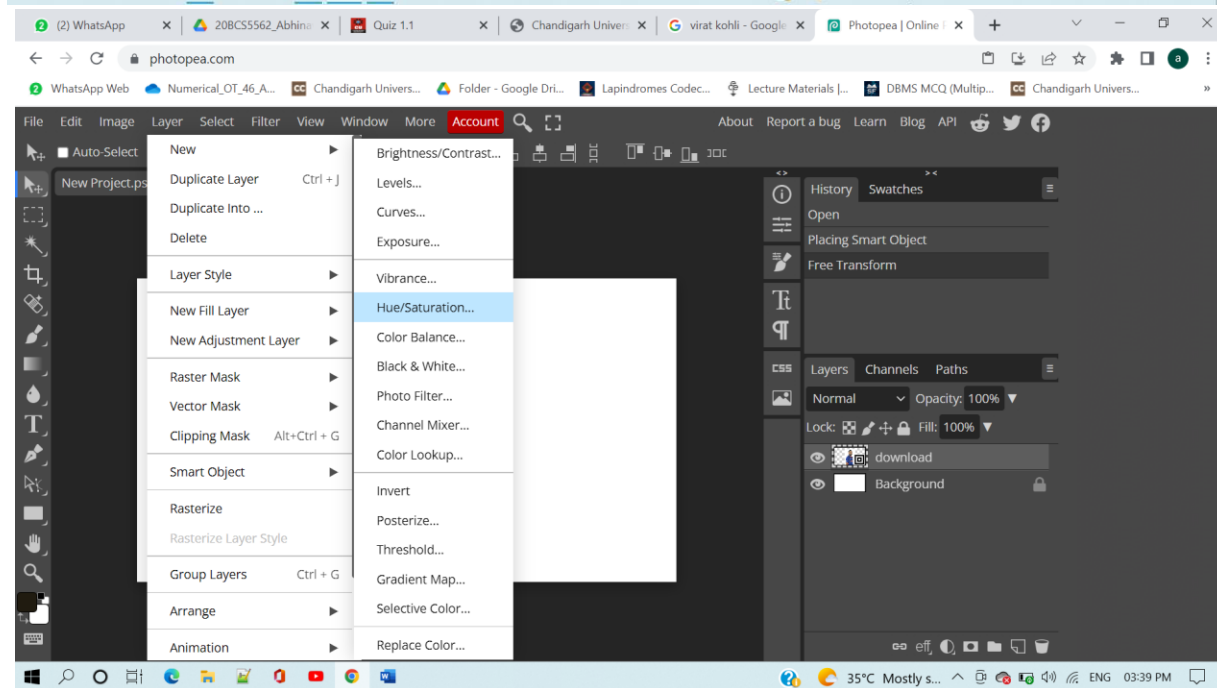 (2) WhatsApp 20BCS5562_Abhina Quiz 1.1 Chandigarh Univers virat kohli - Google Photopea | Online
photopea.com a
WhatsApp Web Numerical_OT_46_A... Chandigarh Univers... Folder - Google Dri... Lapindromes Codec... Lecture Materials |... DBMS MCQ (Multip... Chandigarh Univers... »
File Edit Image Layer Select Filter View Window More Account About Report a bug Learn Blog API
Auto-Select
New Project.ps
New
Duplicate Layer Ctrl + J
Duplicate Into ...
Delete
Layer Style
New Fill Layer
New Adjustment Layer
Raster Mask
Vector Mask
Clipping Mask Alt+Ctrl + G
Smart Object
Rasterize
Rasterize Layer Style
Group Layers Ctrl + G
Arrange
Animation
Brightness/Contrast...
Levels...
Curves...
Exposure...
Vibrance...
Hue/Saturation...
Color Balance...
Black & White...
Photo Filter...
Channel Mixer...
Color Lookup...
Invert
Posterize...
Threshold...
Gradient Map...
Selective Color...
Replace Color...
< > > <
History Swatches
Open
Placing Smart Object
Free Transform
CSS
Layers Channels Paths
Normal Opacity: 100%
Lock: Fill: 100%
download
Background
eff
35°C Mostly s... ENG 03:39 PM